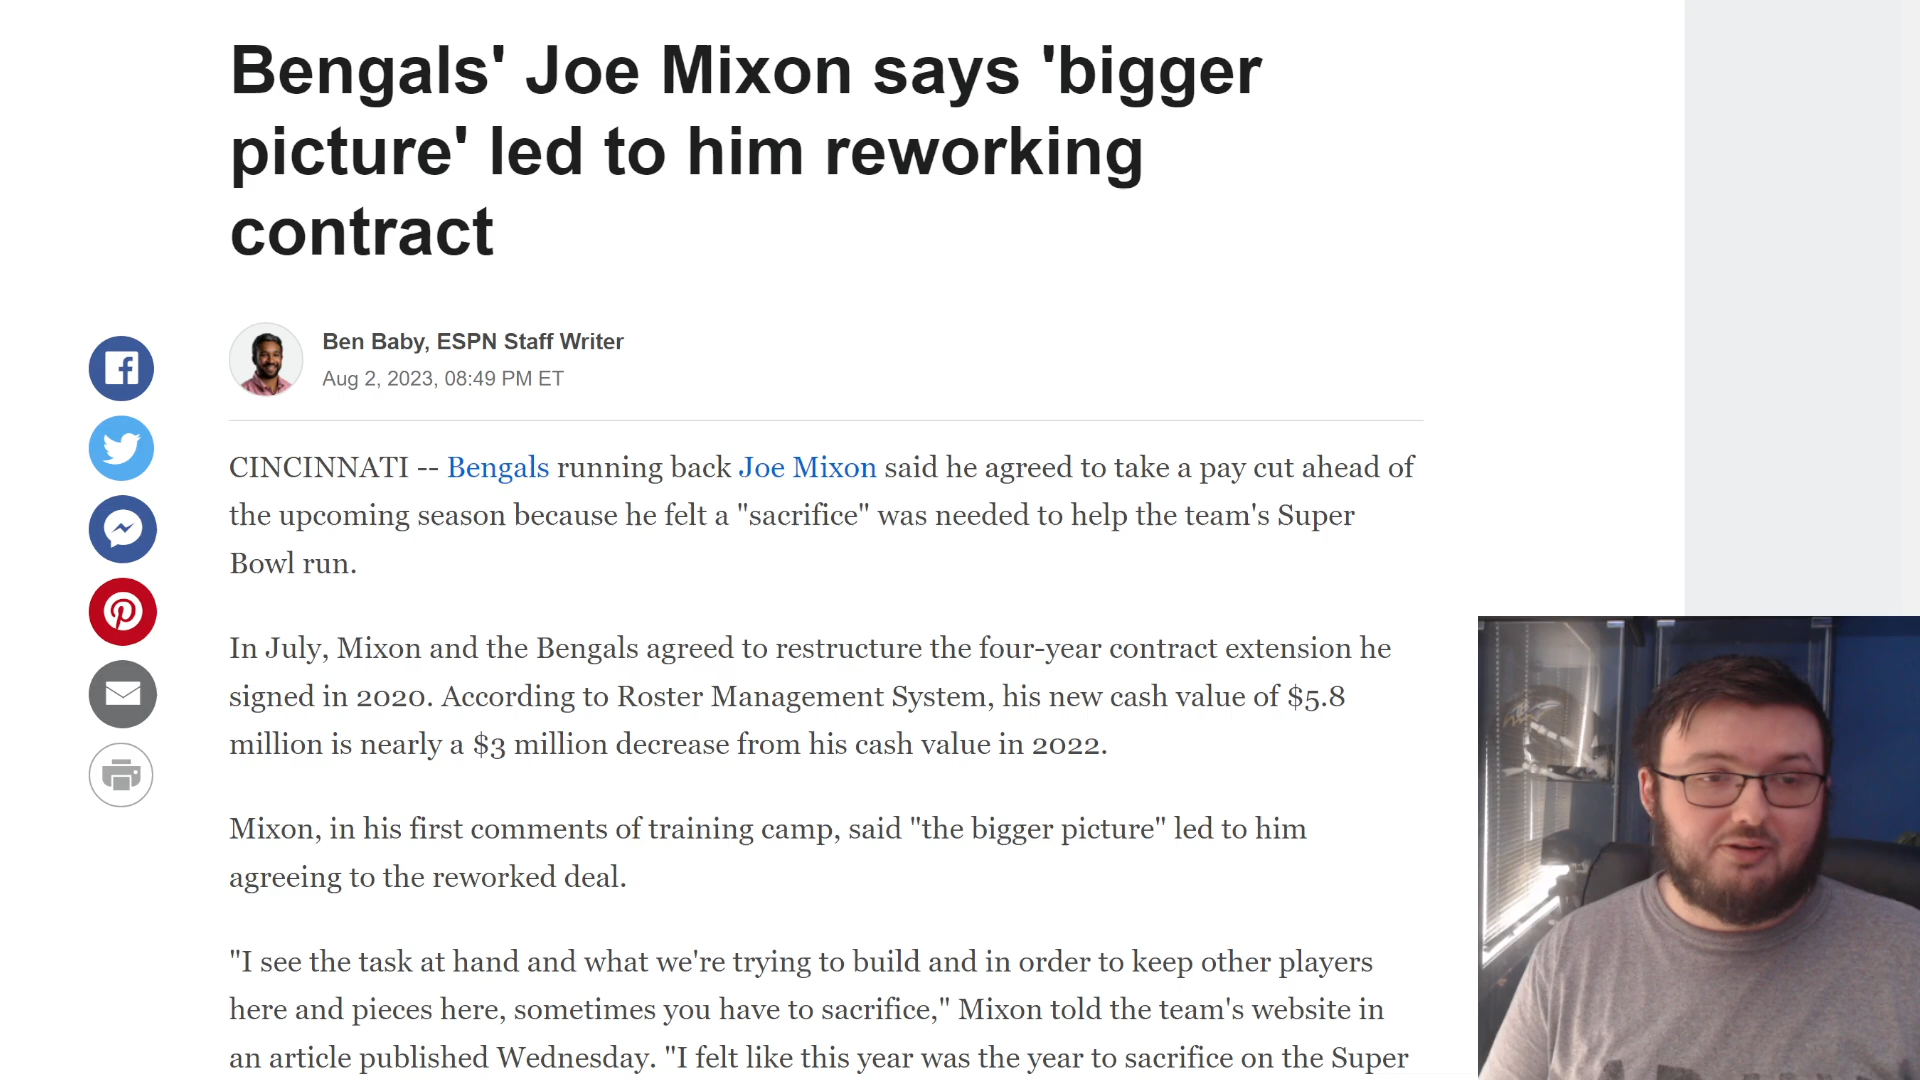 Bengals' Joe Mixon says 'bigger
picture' led to him reworking
contract
Ben Baby, ESPN Staff Writer
Aug 2, 2023, 08:49 PM ET
CINCINNATI -- Bengals running back Joe Mixon said he agreed to take a pay cut ahead of
the upcoming season because he felt a "sacrifice" was needed to help the team's Super
Bowl run.
In July, Mixon and the Bengals agreed to restructure the four-year contract extension he
signed in 2020. According to Roster Management System, his new cash value of $5.8
million is nearly a $3 million decrease from his cash value in 2022.
Mixon, in his first comments of training camp, said "the bigger picture" led to him
agreeing to the reworked deal.
"I see the task at hand and what we're trying to build and in order to keep other players
here and pieces here, sometimes you have to sacrifice," Mixon told the team's website in
an article published Wednesday. "I felt like this year was the year to sacrifice on the Super